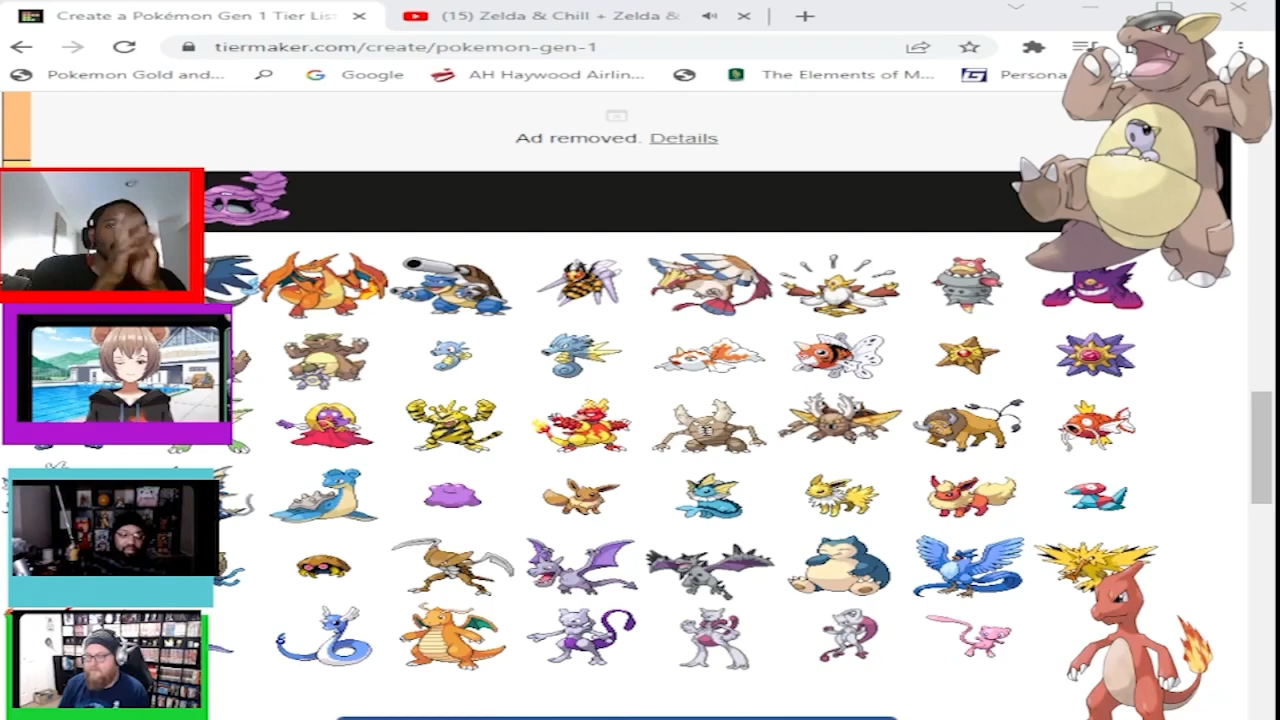 Create a Pokémon Gen 1 Tier Lis
(15) Zelda & Chill + Zelda &
tiermaker.com/create/pokemon-gen-1
Pokemon Gold and... Google AH Haywood Airlin... The Elements of M... Persona
Ad removed. Details